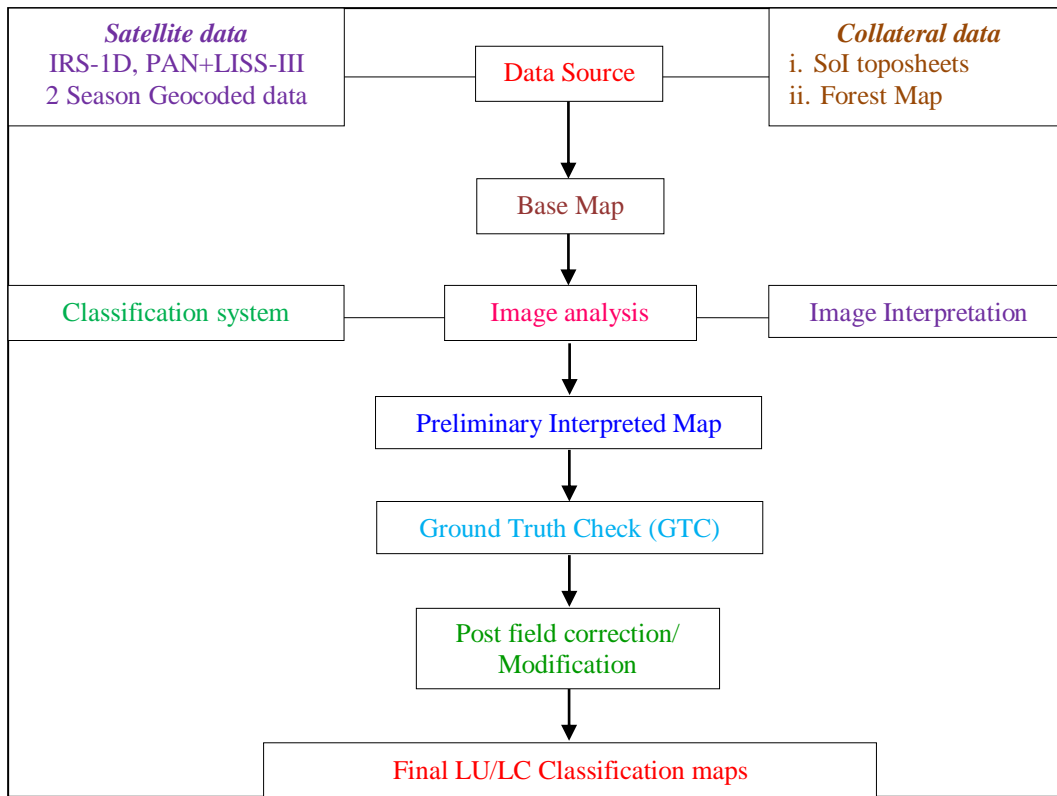 Satellite data
IRS-1D, PAN+LISS-III
2 Season Geocoded data
Data Source
Collateral data
i. SoI toposheets
ii. Forest Map
Base Map
Classification system
Image analysis
Image Interpretation
Preliminary Interpreted Map
Ground Truth Check (GTC)
Post field correction/
Modification
Final LU/LC Classification maps